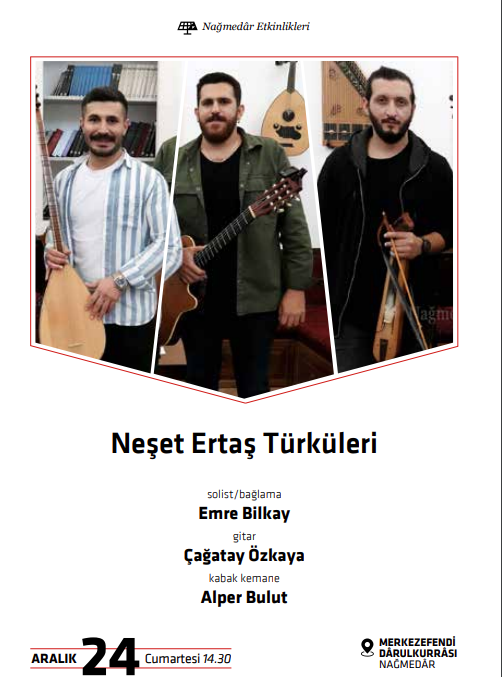 Nağmedâr Etkinlikleri
Neşet Ertaş Türküleri
solist/bağlama
Emre Bilkay
gitar
Çağatay Özkaya
kabak kemane
Alper Bulut
ARALIK 24 Cumartesi 14.30
MERKEZEFENDİ
DÂRULKURRÂSI
NAĞMEDÂR